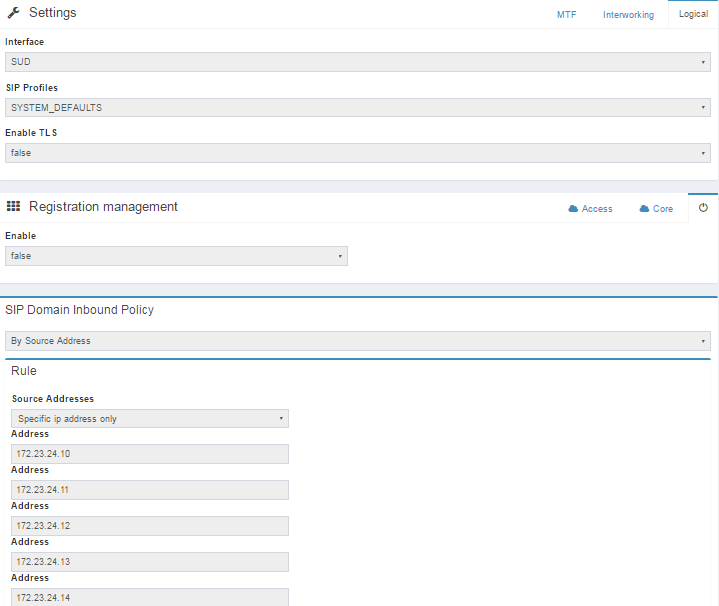 Settings
MTF
Interworking
Logical
Interface
SUD
SIP Profiles
SYSTEM_DEFAULTS
Enable TLS
false
Registration management
Access
Core
Enable
false
SIP Domain Inbound Policy
By Source Address
Rule
Source Addresses
Specific ip address only
Address
172.23.24.10
Address
172.23.24.11
Address
172.23.24.12
Address
172.23.24.13
Address
172.23.24.14